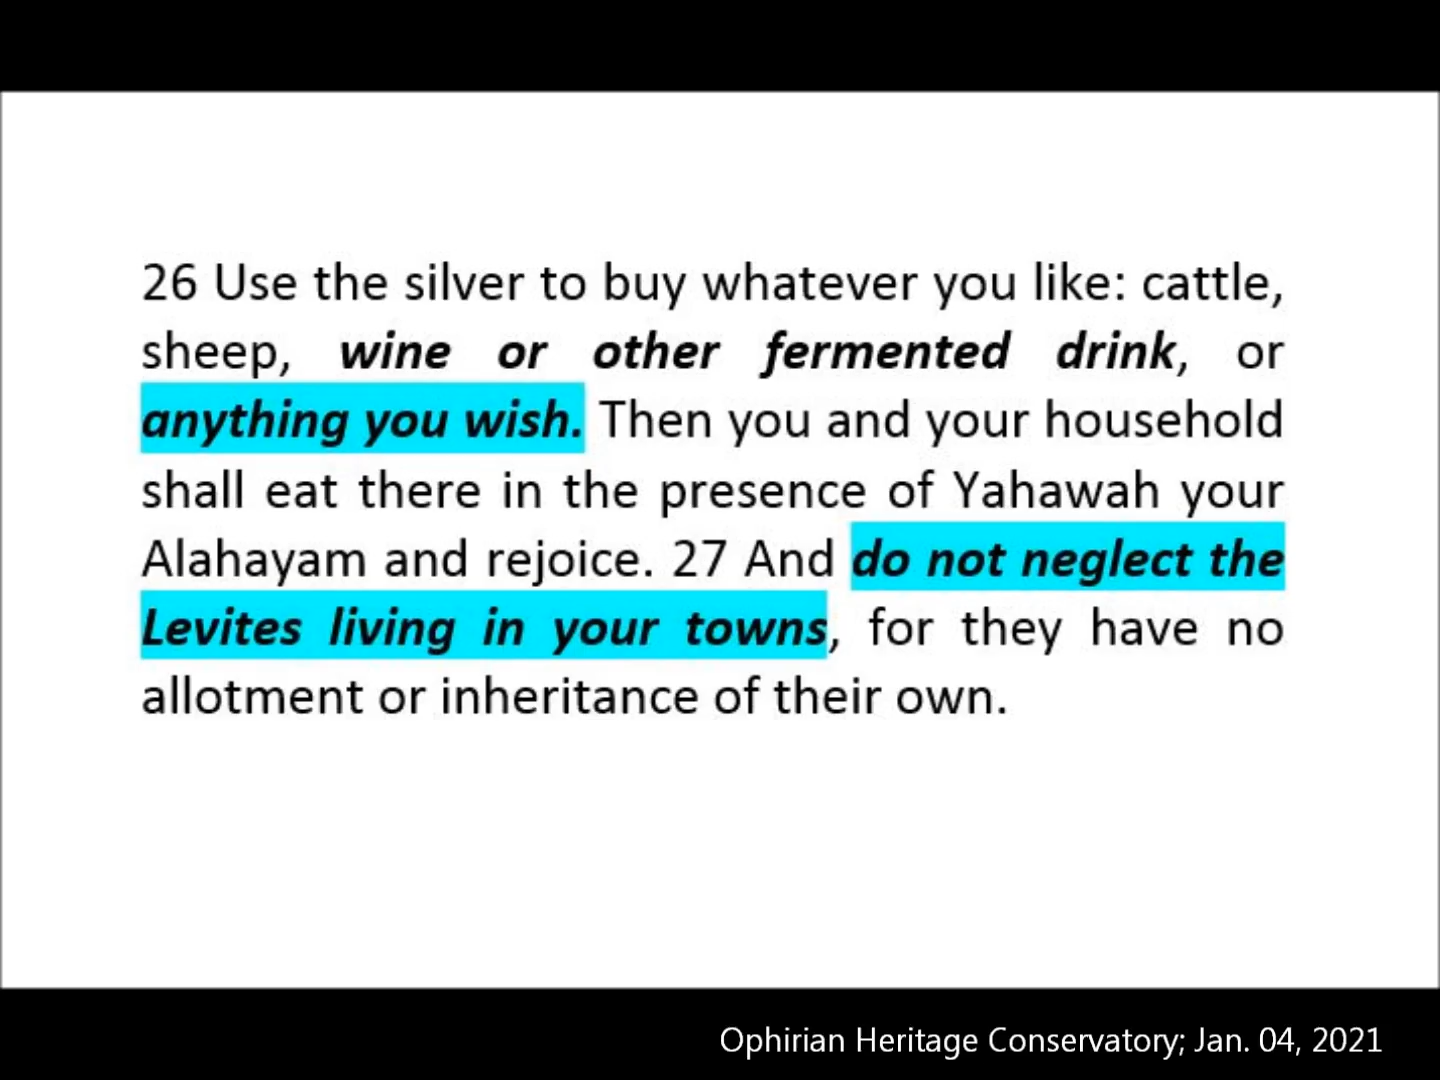 26 Use the silver to buy whatever you like: cattle,
sheep, wine or other fermented drink, or
anything you wish. Then you and your household
shall eat there in the presence of Yahawah your
Alahayam and rejoice. 27 And do not neglect the
Levites living in your towns, for they have no
allotment or inheritance of their own.
Ophirian Heritage Conservatory; Jan. 04, 2021